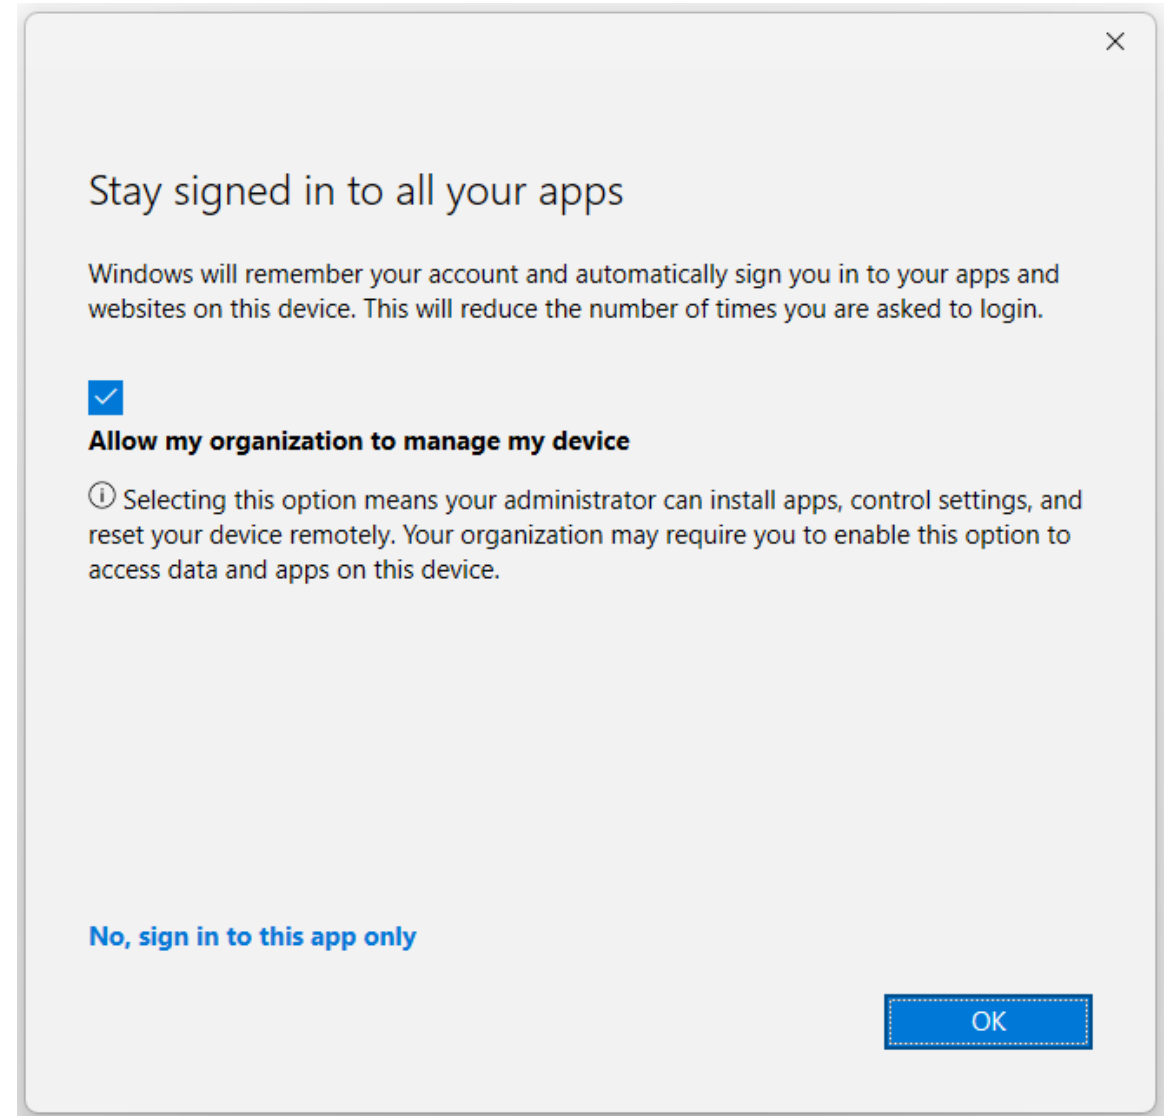 Stay signed in to all your apps
Windows will remember your account and automatically sign you in to your apps and
websites on this device. This will reduce the number of times you are asked to login.
Allow my organization to manage my device
Selecting this option means your administrator can install apps, control settings, and
reset your device remotely. Your organization may require you to enable this option to
access data and apps on this device.
No, sign in to this app only
OK